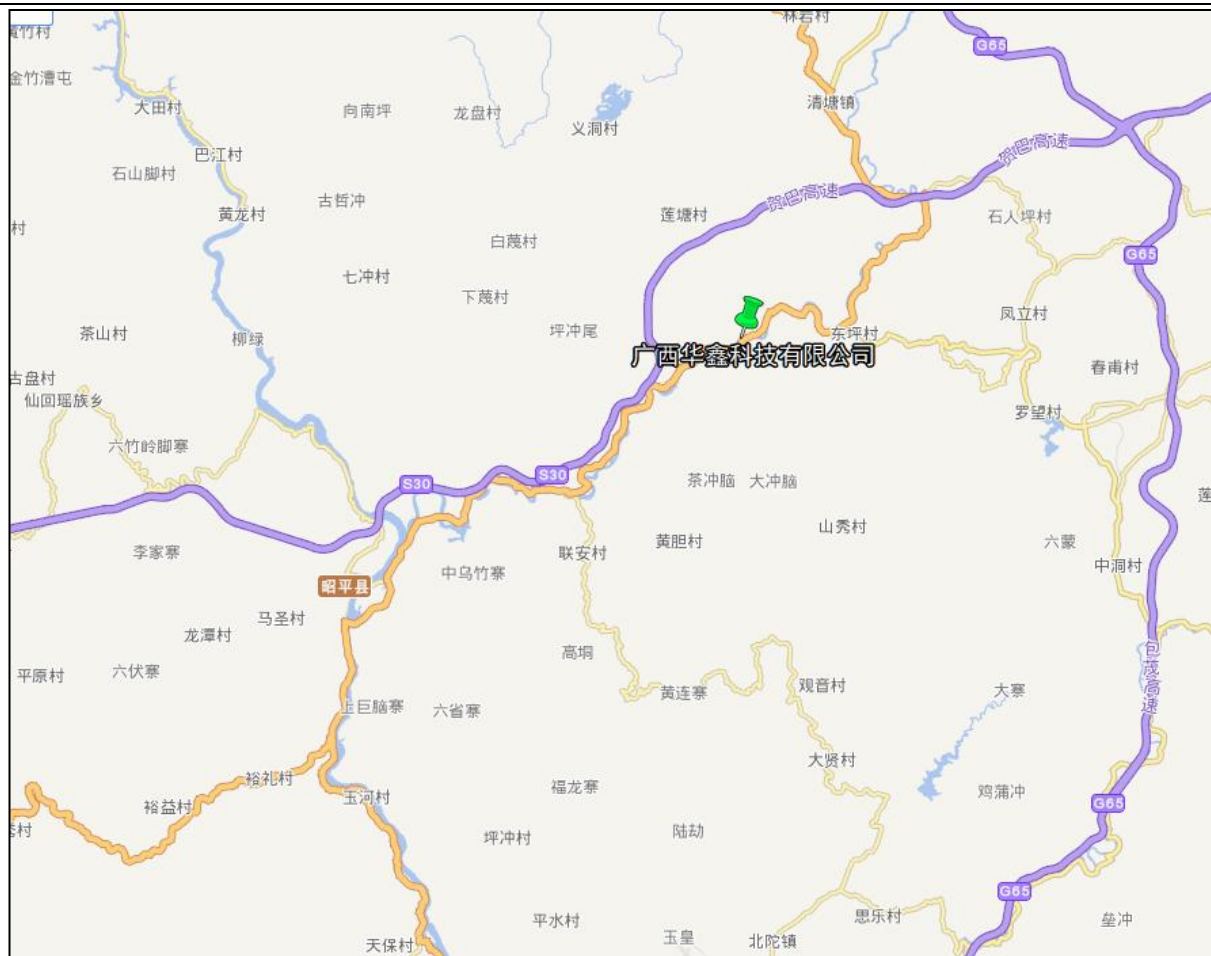 林岩村
黄竹村
G65
金竹漕屯
大田村
向南坪
龙盘村
义洞村
清塘镇
巴江村
贺巴高速
石山脚村
贺巴高速
古哲冲
黄龙村
莲塘村
石人坪村
村
白蔑村
G65
七冲村
下蔑村
凤立村
茶山村
柳绿
坪冲尾
东坪村
广西华鑫科技有限公司
春甫村
古盘村
仙回瑶族乡
罗望村
六竹岭脚寨
S30
S30
茶冲脑
大冲脑
莲
山秀村
李家寨
联安村
黄胆村
六蒙
中洞村
中乌竹寨
昭平县
马圣村
龙潭村
高垌
包茂高速
平原村
六伏寨
黄连寨
观音村
大寨
上巨脑寨
六省寨
大贤村
裕礼村
福龙寨
玉河村
鸡蒲冲
裕益村
G65
村
坪冲村
陆劫
G65
平水村
思乐村
垒冲
天保村
玉皇
北陀镇